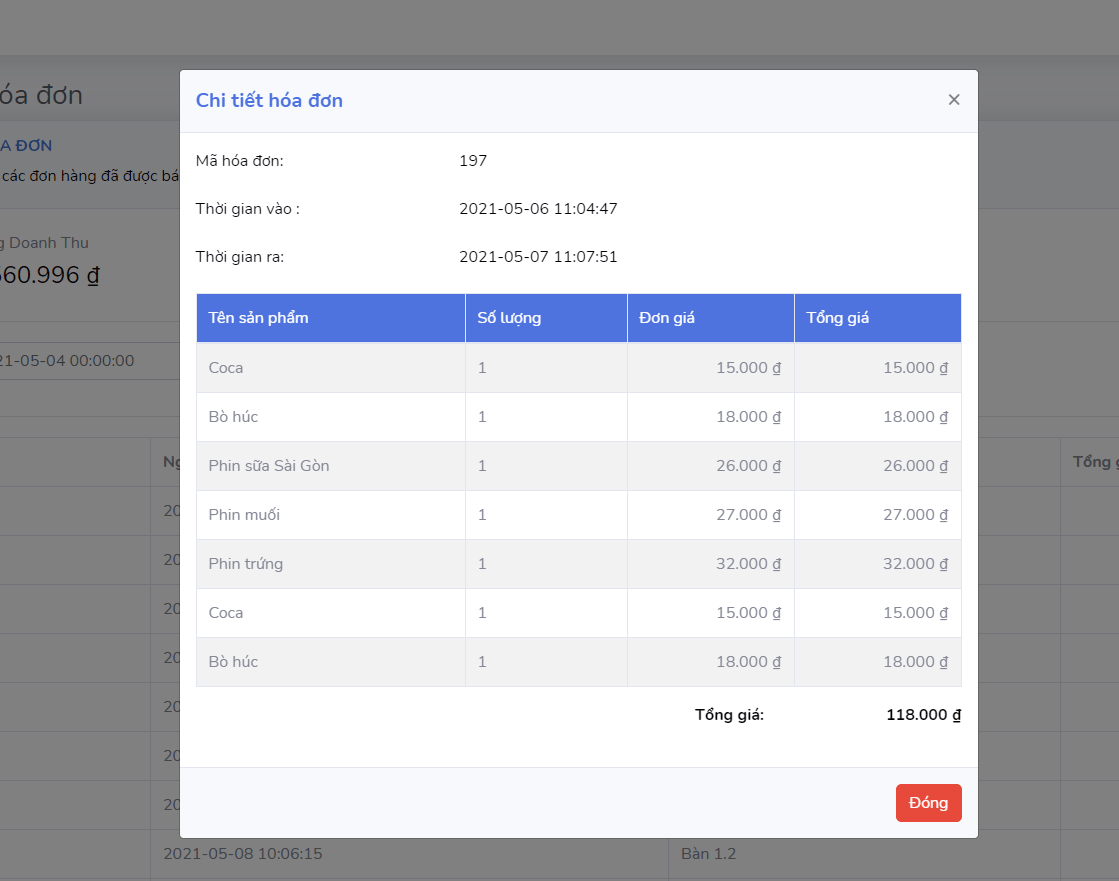 óa đơn
A ĐƠN
các đơn hàng đã được bá
g Doanh Thu
560.996 ₫
21-05-04 00:00:00
Chi tiết hóa đơn ×
Mã hóa đơn: 197
Thời gian vào : 2021-05-06 11:04:47
Thời gian ra: 2021-05-07 11:07:51
Tên sản phẩm Số lượng Đơn giá Tổng giá
Coca 1 15.000 ₫ 15.000 ₫
Bò húc 1 18.000 ₫ 18.000 ₫
Phin sữa Sài Gòn 1 26.000 ₫ 26.000 ₫
Phin muối 1 27.000 ₫ 27.000 ₫
Phin trứng 1 32.000 ₫ 32.000 ₫
Coca 1 15.000 ₫ 15.000 ₫
Bò húc 1 18.000 ₫ 18.000 ₫
Tổng giá: 118.000 ₫
Đóng
Ng Tổng g
20
20
20
20
20
20
20
2021-05-08 10:06:15 Bàn 1.2